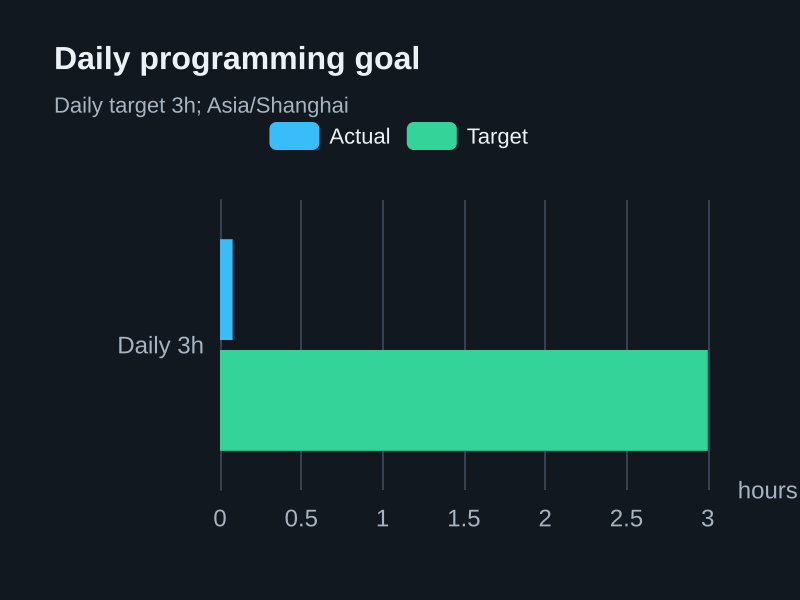 Daily programming goal
Daily target 3h; Asia/Shanghai
Actual Target
Daily 3h
hours
0 0.5 1 1.5 2 2.5 3